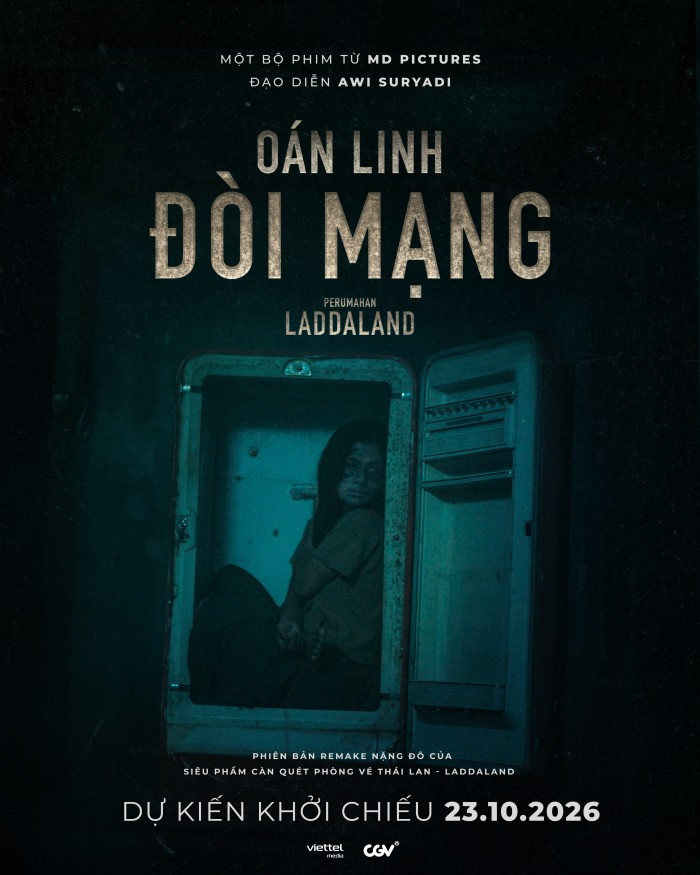 MỘT BỘ PHIM TỪ MD PICTURES
ĐẠO DIỄN AWI SURYADI
OÁN LINH
ĐÒI MẠNG
PERUMAHAN
LADDALAND
PHIÊN BẢN REMAKE NẶNG ĐÔ CỦA
SIÊU PHẨM CÀN QUÉT PHÒNG VÉ THÁI LAN - LADDALAND
DỰ KIẾN KHỞI CHIẾU 23.10.2026
viettel
media
CGV